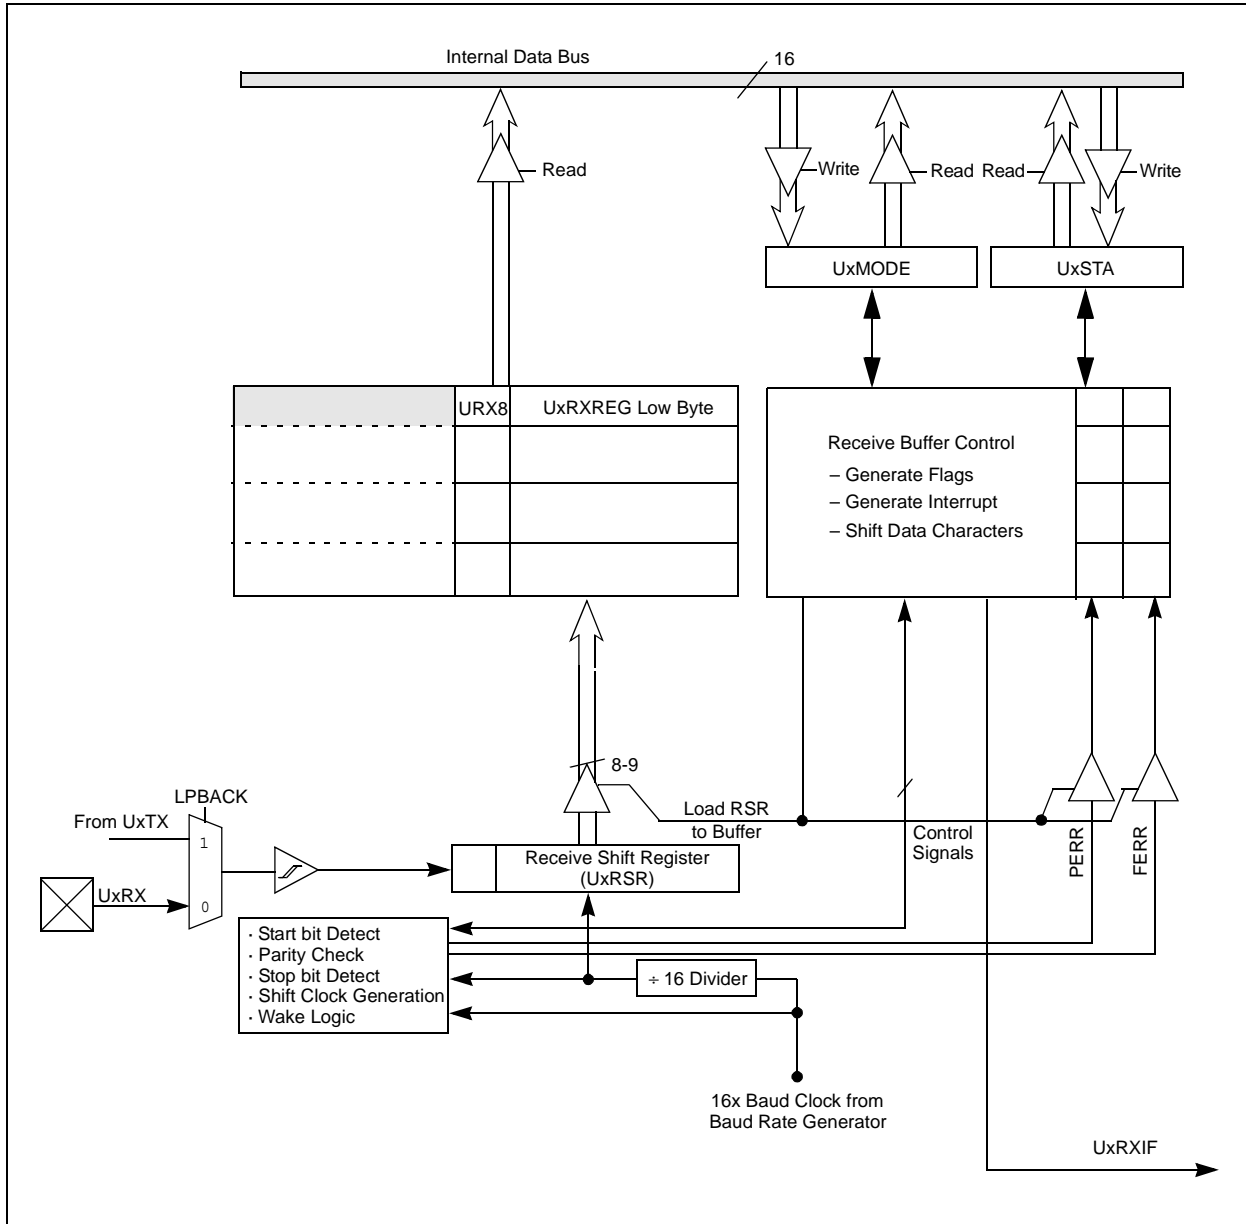 Internal Data Bus
16
Read
Write
Read
Read
Write
UxMODE
UxSTA
URX8
UxRXREG Low Byte
Receive Buffer Control
– Generate Flags
– Generate Interrupt
– Shift Data Characters
8-9
LPBACK
From UxTX
1
Load RSR
to Buffer
Control
Signals
PERR
FERR
Receive Shift Register
(UxRSR)
UxRX
0
· Start bit Detect
· Parity Check
· Stop bit Detect
· Shift Clock Generation
· Wake Logic
÷ 16 Divider
16x Baud Clock from
Baud Rate Generator
UxRXIF